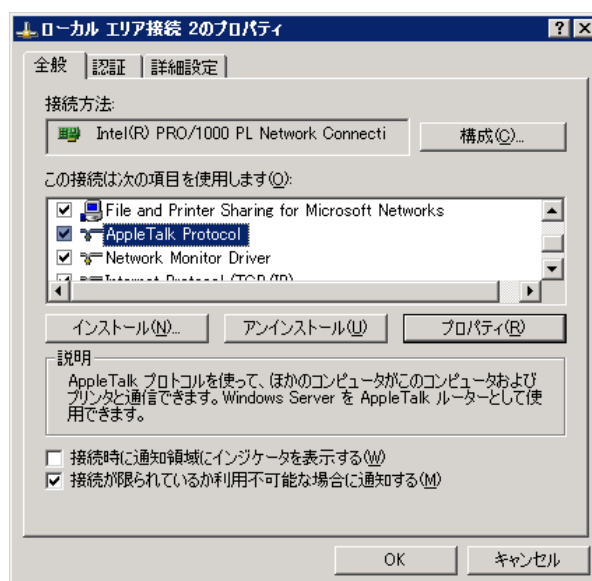 ローカル エリア接続 2のプロパティ
全般
認証
詳細設定
接続方法:
Intel(R) PRO/1000 PL Network Connecti
構成(C)...
この接続は次の項目を使用します(O):
File and Printer Sharing for Microsoft Networks
AppleTalk Protocol
Network Monitor Driver
Internet Protocol (TCP/IP)
インストール(N)...
アンインストール(U)
プロパティ(R)
説明
AppleTalk プロトコルを使って、ほかのコンピュータがこのコンピュータおよび
プリンタと通信できます。Windows Server を AppleTalk ルーターとして使
用できます。
接続時に通知領域にインジケータを表示する(W)
接続が限られているか利用不可能な場合に通知する(M)
OK
キャンセル